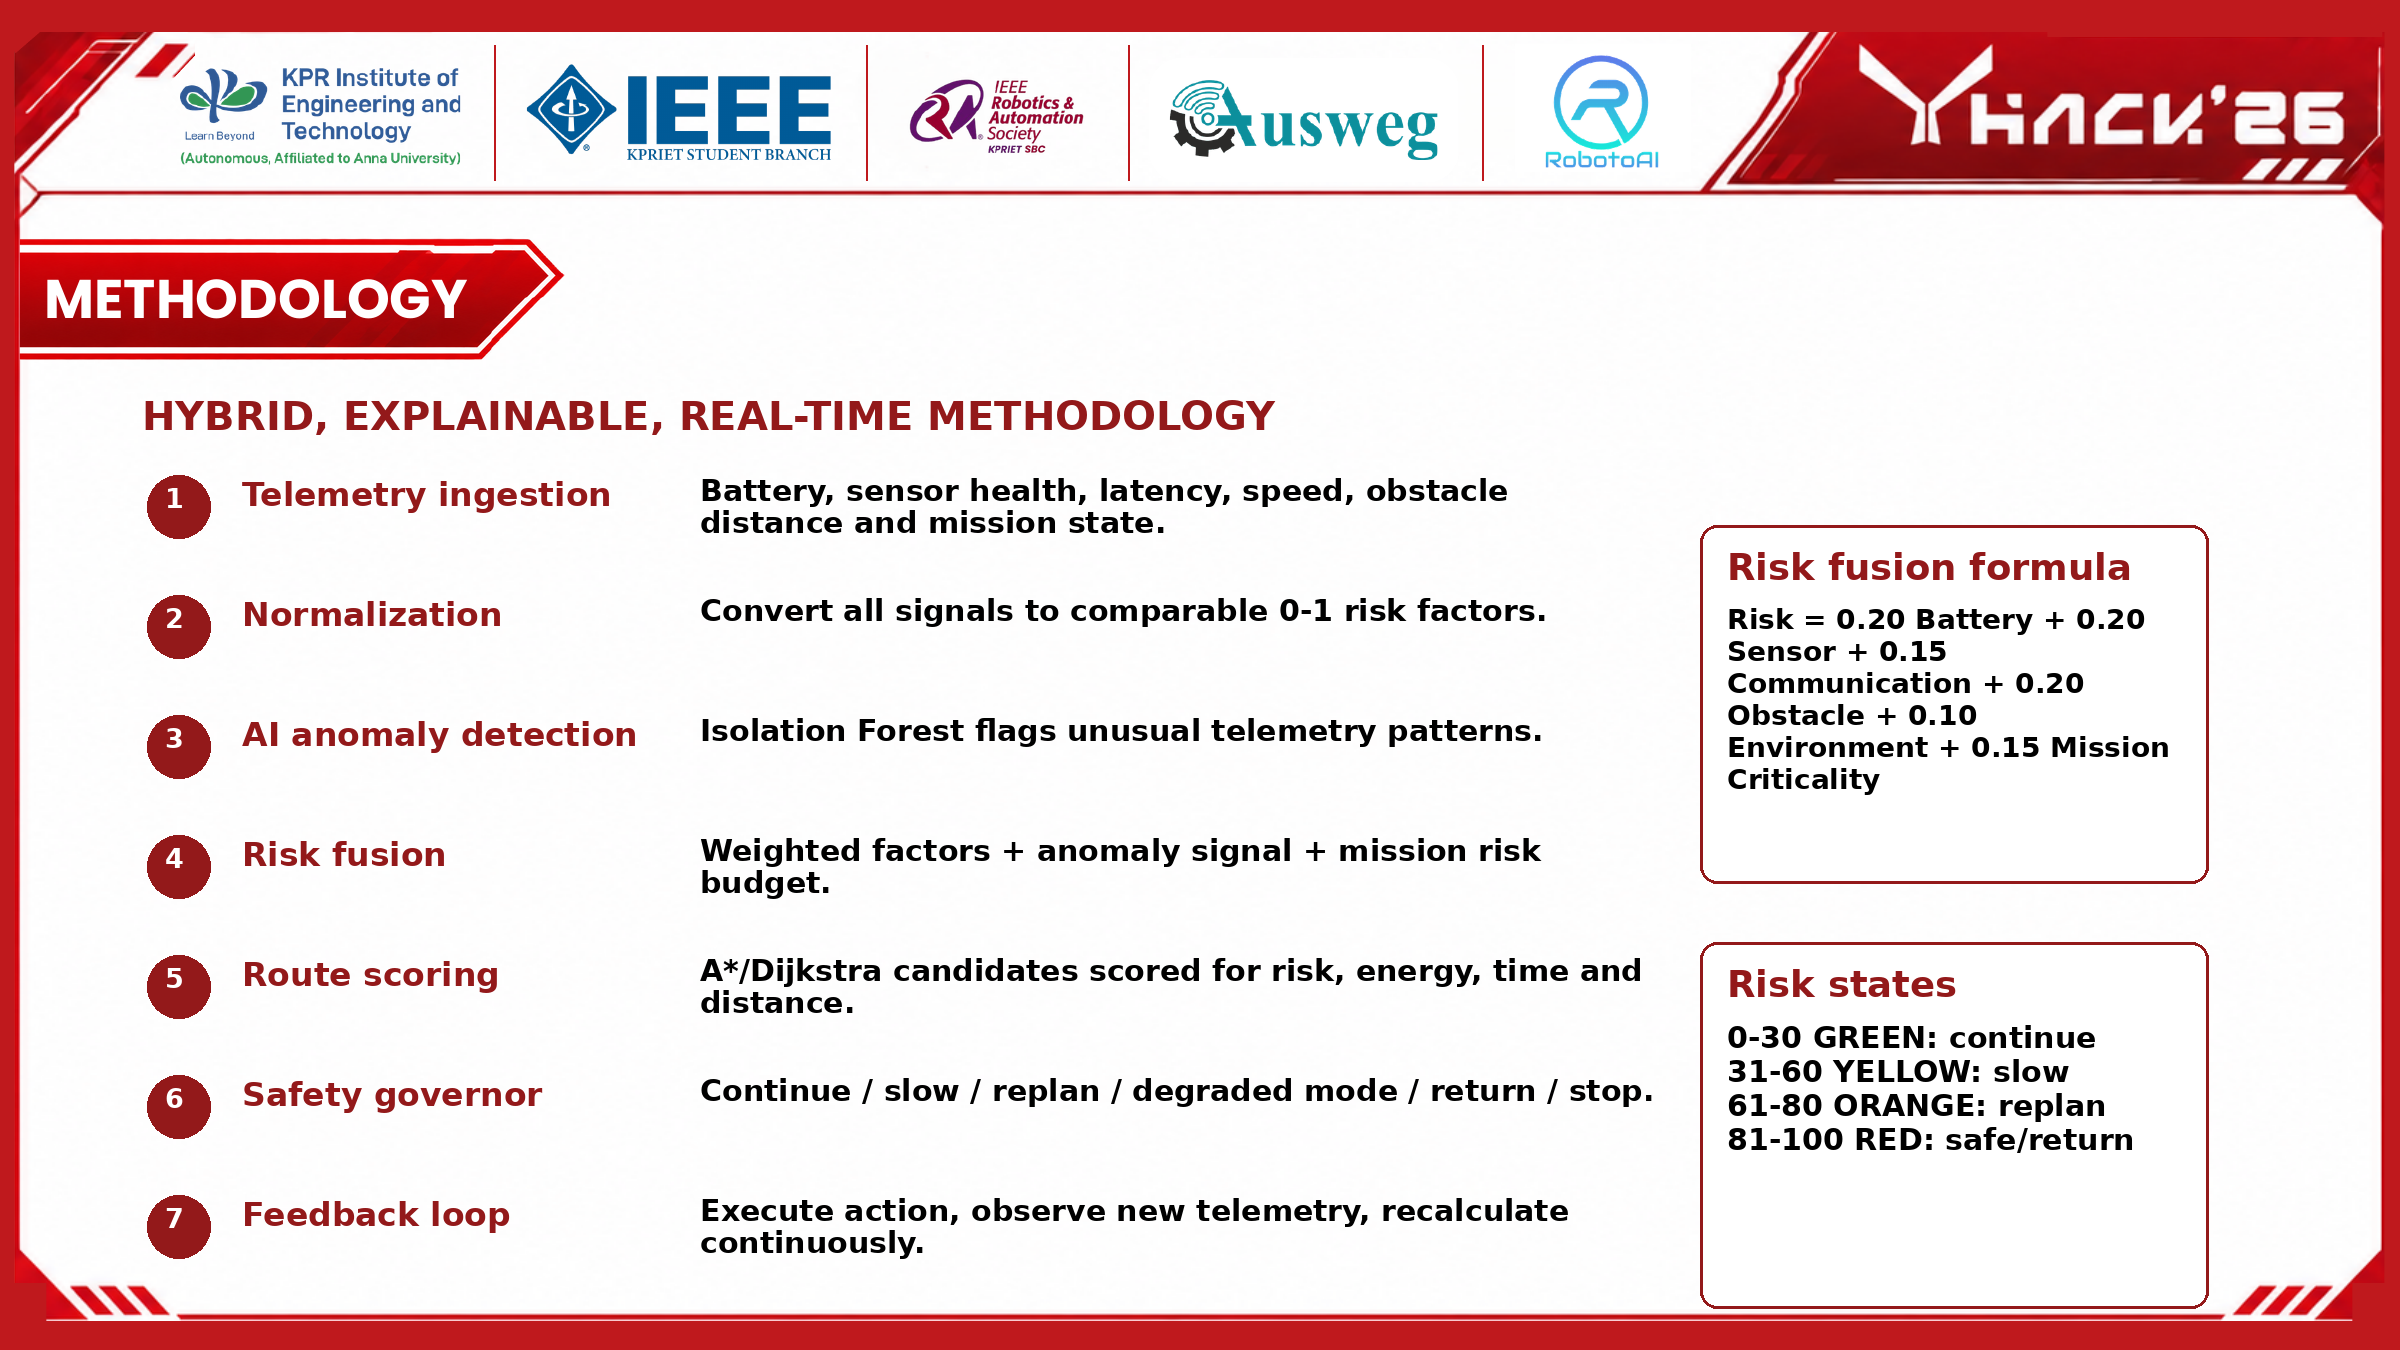 KPR Institute of
Engineering and
Technology
Learn Beyond
(Autonomous, Affiliated to Anna University)
IEEE
KPRIET STUDENT BRANCH
IEEE
Robotics &
Automation
Society
KPRIET SBC
Ausweg
RobotoAI
YHACK'26
METHODOLOGY
HYBRID, EXPLAINABLE, REAL-TIME METHODOLOGY
1 Telemetry ingestion
Battery, sensor health, latency, speed, obstacle
distance and mission state.
2 Normalization
Convert all signals to comparable 0-1 risk factors.
3 AI anomaly detection
Isolation Forest flags unusual telemetry patterns.
4 Risk fusion
Weighted factors + anomaly signal + mission risk
budget.
5 Route scoring
A*/Dijkstra candidates scored for risk, energy, time and
distance.
6 Safety governor
Continue / slow / replan / degraded mode / return / stop.
7 Feedback loop
Execute action, observe new telemetry, recalculate
continuously.
Risk fusion formula
Risk = 0.20 Battery + 0.20
Sensor + 0.15
Communication + 0.20
Obstacle + 0.10
Environment + 0.15 Mission
Criticality
Risk states
0-30 GREEN: continue
31-60 YELLOW: slow
61-80 ORANGE: replan
81-100 RED: safe/return